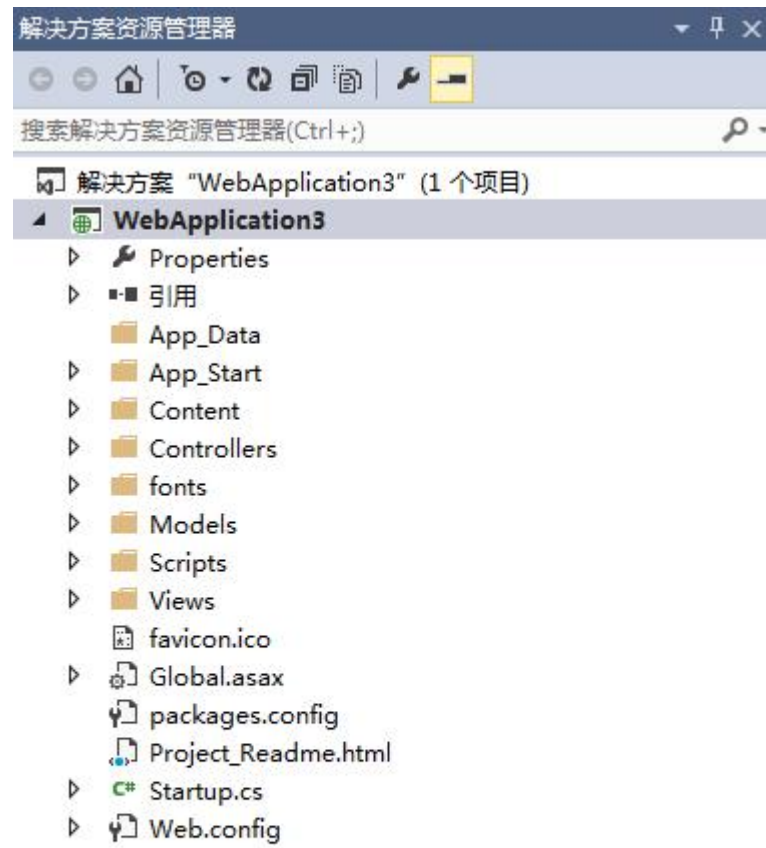 解决方案资源管理器
搜索解决方案资源管理器(Ctrl+;)
解决方案 "WebApplication3" (1 个项目)
WebApplication3
Properties
引用
App_Data
App_Start
Content
Controllers
fonts
Models
Scripts
Views
favicon.ico
Global.asax
packages.config
Project_Readme.html
C# Startup.cs
Web.config